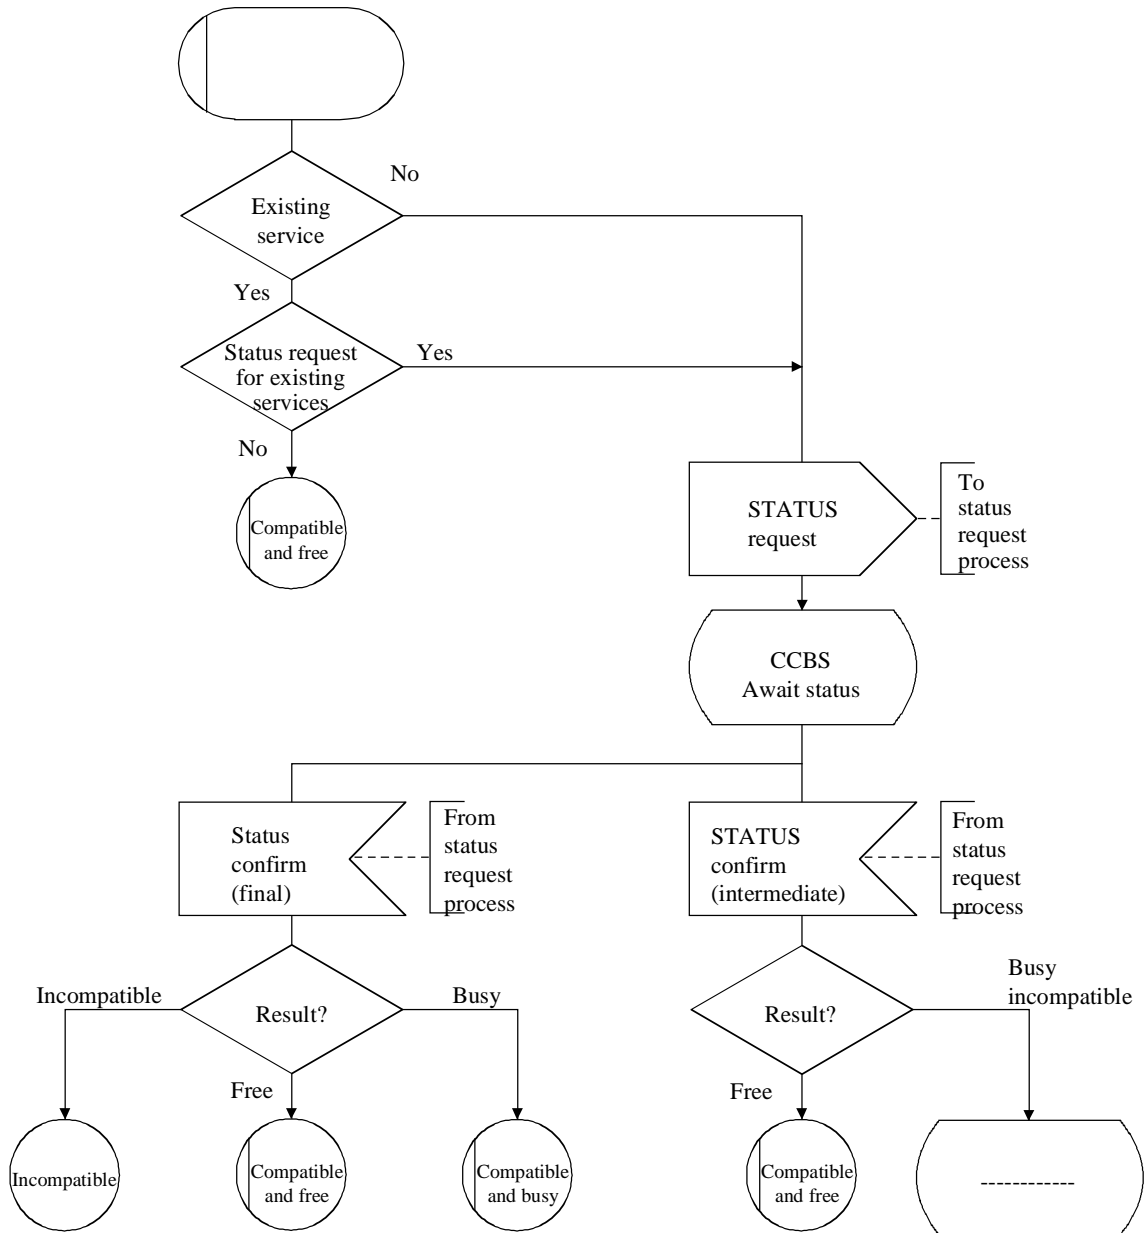 No
Existing
service
Yes
Status request
for existing
services
Yes
No
Compatible
and free
STATUS
request
To
status
request
process
CCBS
Await status
Status
confirm
(final)
From
status
request
process
STATUS
confirm
(intermediate)
From
status
request
process
Incompatible
Result?
Busy
Free
Result?
Busy
incompatible
Free
Incompatible
Compatible
and free
Compatible
and busy
Compatible
and free
------------